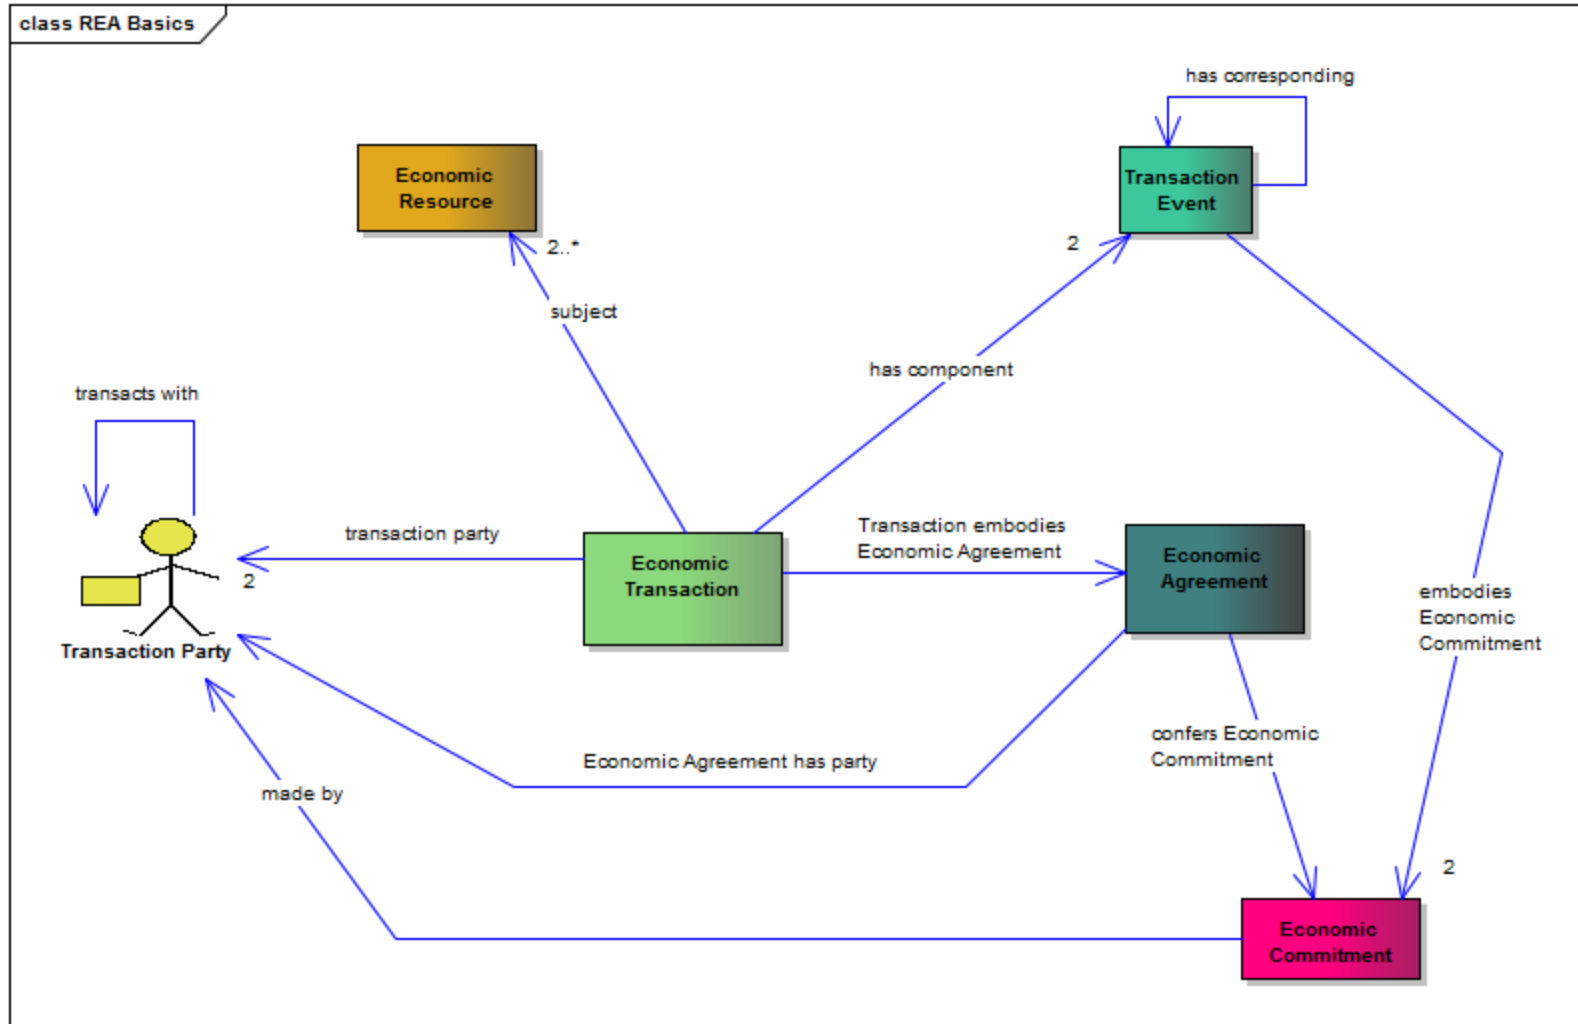 class REA Basics
has corresponding
Economic
Resource
Transaction
Event
2..*
2
subject
has component
transacts with
transaction party
2
Transaction Party
Economic
Transaction
Transaction embodies
Economic Agreement
Economic
Agreement
embodies
Economic
Commitment
confers Economic
Commitment
Economic Agreement has party
made by
2
Economic
Commitment